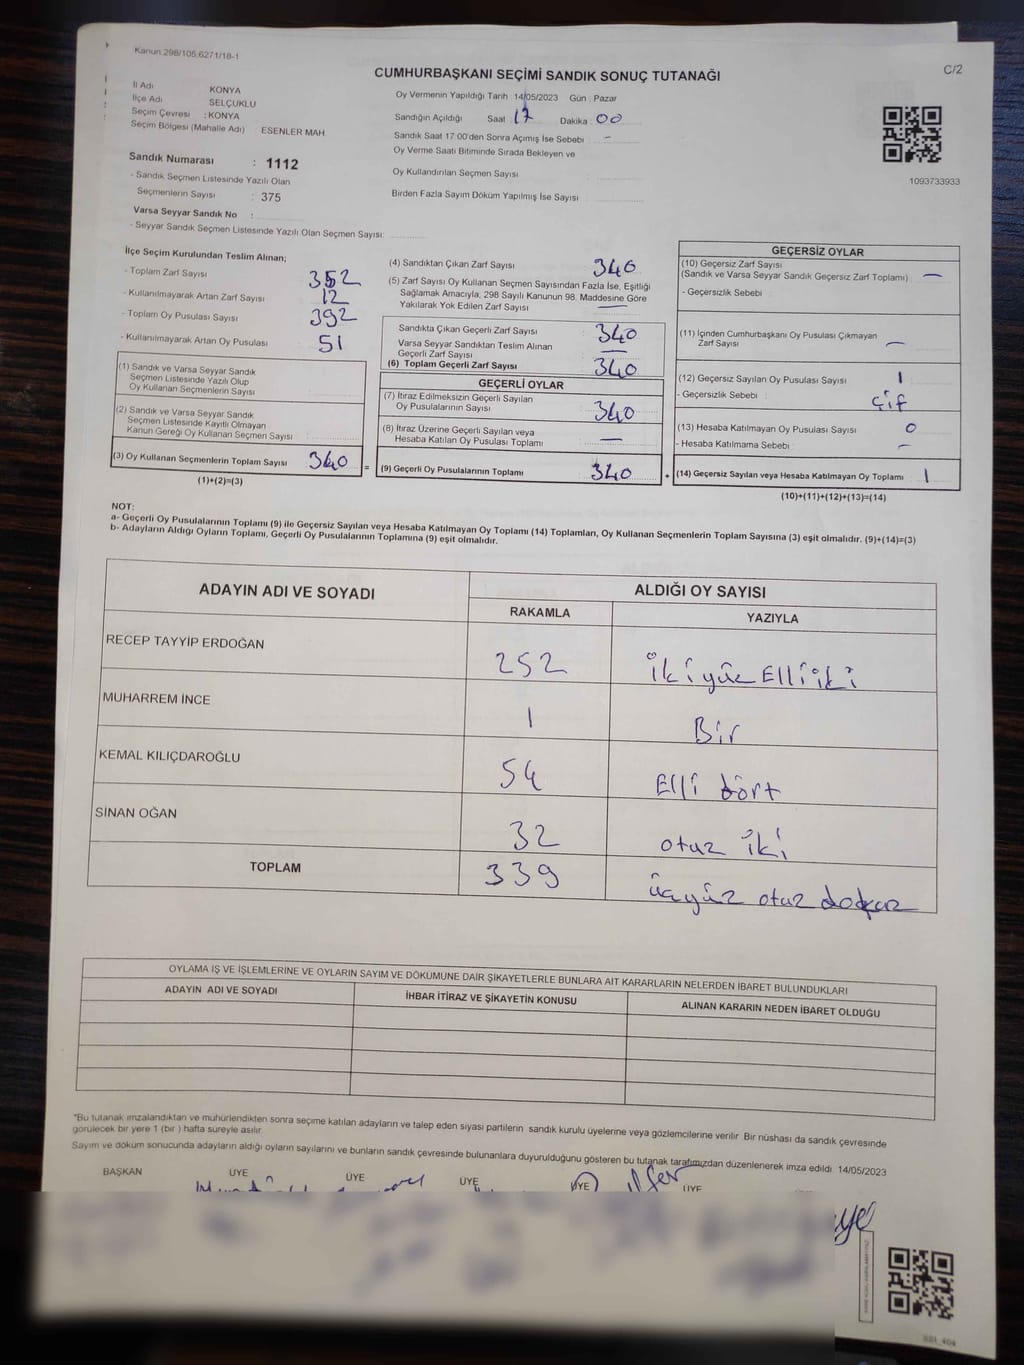 Kanun 298/105,6271/18-1
C/2
CUMHURBAŞKANI SEÇİMİ SANDIK SONUÇ TUTANAĞI
İl Adı KONYA
İlçe Adı SELÇUKLU
Seçim Çevresi : KONYA
Seçim Bölgesi (Mahalle Adı) ESENLER MAH
Sandık Numarası : 1112
- Sandık Seçmen Listesinde Yazılı Olan
Seçmenlerin Sayısı : 375
Varsa Seyyar Sandık No :
- Seyyar Sandık Seçmen Listesinde Yazılı Olan Seçmen Sayısı:
Oy Vermenin Yapıldığı Tarih 14/05/2023 Gün : Pazar
Sandığın Açıldığı Saat 17 Dakika : 00
Sandık Saat 17 00'den Sonra Açımış İse Sebebi : -
Oy Verme Saati Bitiminde Sırada Bekleyen ve
Oy Kullandırılan Seçmen Sayısı
Birden Fazla Sayım Döküm Yapılmış İse Sayısı
1093733933
İlçe Seçim Kurulundan Teslim Alınan;
- Toplam Zarf Sayısı 352
- Kullanılmayarak Artan Zarf Sayısı 12
- Toplam Oy Pusulası Sayısı 392
- Kullanılmayarak Artan Oy Pusulası 51
(1) Sandık ve Varsa Seyyar Sandık
Seçmen Listesinde Yazılı Olup
Oy Kullanan Seçmenlerin Sayısı
(2) Sandık ve Varsa Seyyar Sandık
Seçmen Listesinde Kayıtlı Olmayan
Kanun Gereği Oy Kullanan Seçmen Sayısı
(3) Oy Kullanan Seçmenlerin Toplam Sayısı 340 =
(1)+(2)=(3)
(4) Sandıktan Çıkan Zarf Sayısı 340
(5) Zarf Sayısı Oy Kullanan Seçmen Sayısından Fazla İse, Eşitliği
Sağlamak Amacıyla, 298 Sayılı Kanunun 98. Maddesine Göre
Yakılarak Yok Edilen Zarf Sayısı —
Sandıkta Çıkan Geçerli Zarf Sayısı 340
Varsa Seyyar Sandıktan Teslim Alınan
Geçerli Zarf Sayısı —
(6) Toplam Geçerli Zarf Sayısı 340
GEÇERLİ OYLAR
(7) İtiraz Edilmeksizin Geçerli Sayılan
Oy Pusulalarının Sayısı 340
(8) İtiraz Üzerine Geçerli Sayılan veya
Hesaba Katılan Oy Pusulası Toplamı —
(9) Geçerli Oy Pusulalarının Toplamı 340 +
GEÇERSİZ OYLAR
(10) Geçersiz Zarf Sayısı
(Sandık ve Varsa Seyyar Sandık Geçersiz Zarf Toplamı) —
- Geçersizlik Sebebi :
(11) İçinden Cumhurbaşkanı Oy Pusulası Çıkmayan
Zarf Sayısı —
(12) Geçersiz Sayılan Oy Pusulası Sayısı 1
- Geçersizlik Sebebi : Çif
(13) Hesaba Katılmayan Oy Pusulası Sayısı 0
- Hesaba Katılmama Sebebi : -
(14) Geçersiz Sayılan veya Hesaba Katılmayan Oy Toplamı 1
(10)+(11)+(12)+(13)=(14)
NOT:
a- Geçerli Oy Pusulalarının Toplamı (9) ile Geçersiz Sayılan veya Hesaba Katılmayan Oy Toplamı (14) Toplamları, Oy Kullanan Seçmenlerin Toplam Sayısına (3) eşit olmalıdır. (9)+(14)=(3)
b- Adayların Aldığı Oyların Toplamı, Geçerli Oy Pusulalarının Toplamına (9) eşit olmalıdır.
ADAYIN ADI VE SOYADI ALDIĞI OY SAYISI
RAKAMLA YAZIYLA
RECEP TAYYİP ERDOĞAN 252 iki yüz Elli iki
MUHARREM İNCE 1 Bir
KEMAL KILIÇDAROĞLU 54 Elli dört
SİNAN OĞAN 32 otuz iki
TOPLAM 339 üçyüz otuz dokuz
OYLAMA İŞ VE İŞLEMLERİNE VE OYLARIN SAYIM VE DÖKÜMÜNE DAİR ŞİKAYETLERLE BUNLARA AİT KARARLARIN NELERDEN İBARET BULUNDUKLARI
ADAYIN ADI VE SOYADI İHBAR İTİRAZ VE ŞİKAYETİN KONUSU ALINAN KARARIN NEDEN İBARET OLDUĞU
*Bu tutanak imzalandıktan ve mühürlendikten sonra seçime katılan adayların ve talep eden siyasi partilerin sandık kurulu üyelerine veya gözlemcilerine verilir Bir nüshası da sandık çevresinde
görülecek bir yere 1 (bir ) hafta süreyle asılır.
Sayım ve döküm sonucunda adayların aldığı oyların sayılarını ve bunların sandık çevresinde bulunanlara duyurulduğunu gösteren bu tutanak tarafımızdan düzenlenerek imza edildi. 14/05/2023
BAŞKAN ÜYE ÜYE ÜYE ÜYE ÜYE